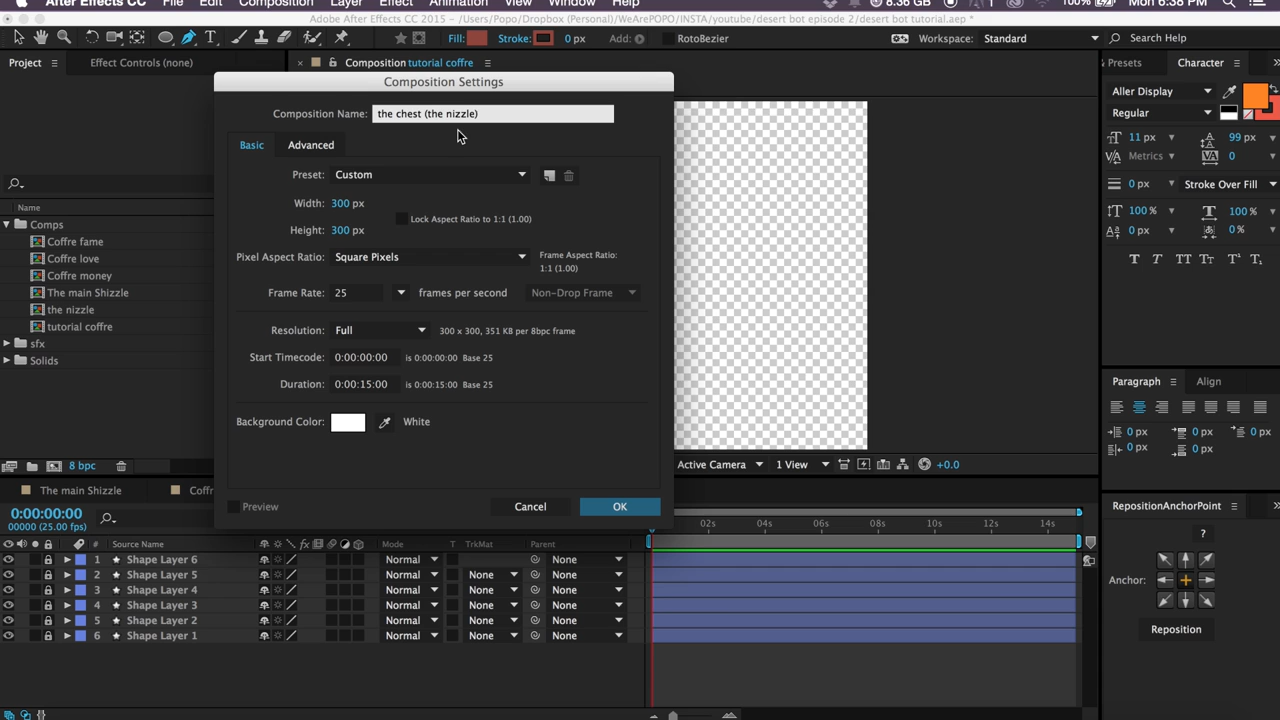 After Effects CC File Edit Composition Layer Effect Animation View Window Help 8.36 GB 1 100% Wed 6:38 PM
Adobe After Effects CC 2015 - /Users/Popo/Dropbox (Personal)/WeArePOPO/INSTA/youtube/desert bot episode 2/desert bot tutorial.aep *
T Fill: Stroke: 0 px Add: RotoBezier Workspace: Standard Search Help
Project Effect Controls (none) × Composition tutorial coffre Presets Character
Composition Settings
Composition Name: the chest (the nizzle)
Basic Advanced
Preset: Custom
Width: 300 px
Lock Aspect Ratio to 1:1 (1.00)
Height: 300 px
Pixel Aspect Ratio: Square Pixels
Frame Aspect Ratio:
1:1 (1.00)
Frame Rate: 25 frames per second Non-Drop Frame
Resolution: Full 300 x 300, 351 KB per 8bpc frame
Start Timecode: 0:00:00:00 is 0:00:00:00 Base 25
Duration: 0:00:15:00 is 0:00:15:00 Base 25
Background Color: White
Preview Cancel OK
Name
Comps
Coffre fame
Coffre love
Coffre money
The main Shizzle
the nizzle
tutorial coffre
sfx
Solids
8 bpc
Active Camera 1 View +0.0
Aller Display
Regular
11 px 99 px
Metrics 0
0 px Stroke Over Fill
100 % 100 %
0 px 0 %
T T TT Tт T¹ T₁
Paragraph Align
0 px 0 px 0 px
0 px 0 px
RepositionAnchorPoint
?
Anchor:
Reposition
The main Shizzle Coffr
0:00:00:00
00000 (25.00 fps)
02s 04s 06s 08s 10s 12s 14s
# Source Name fx Mode T TrkMat Parent
1 Shape Layer 6 Normal None
2 Shape Layer 5 Normal None None
3 Shape Layer 4 Normal None None
4 Shape Layer 3 Normal None None
5 Shape Layer 2 Normal None None
6 Shape Layer 1 Normal None None